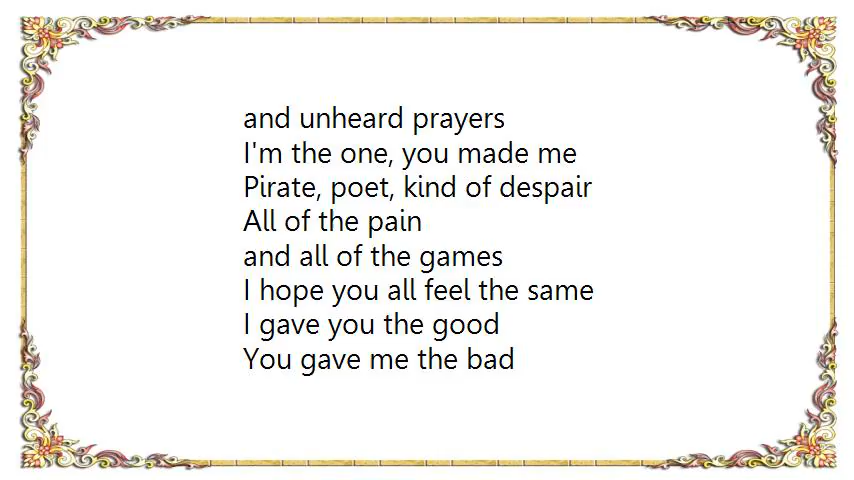 and unheard prayers
I'm the one, you made me
Pirate, poet, kind of despair
All of the pain
and all of the games
I hope you all feel the same
I gave you the good
You gave me the bad